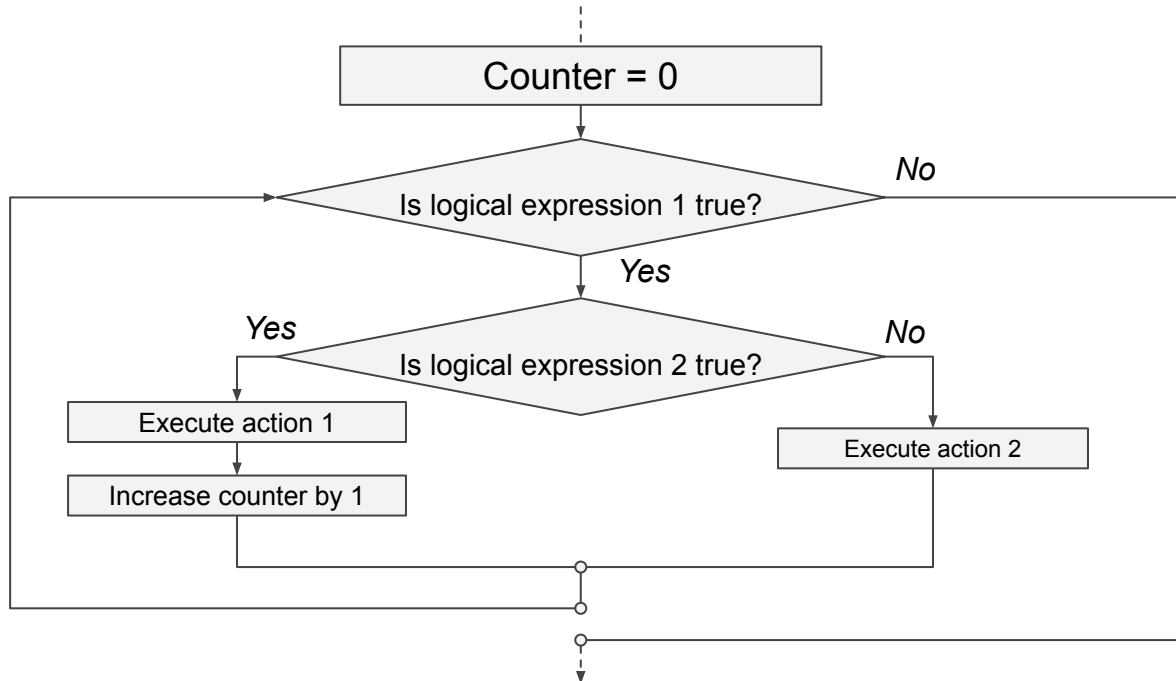 Counter = 0
No
Is logical expression 1 true?
Yes
Yes
No
Is logical expression 2 true?
Execute action 1
Execute action 2
Increase counter by 1